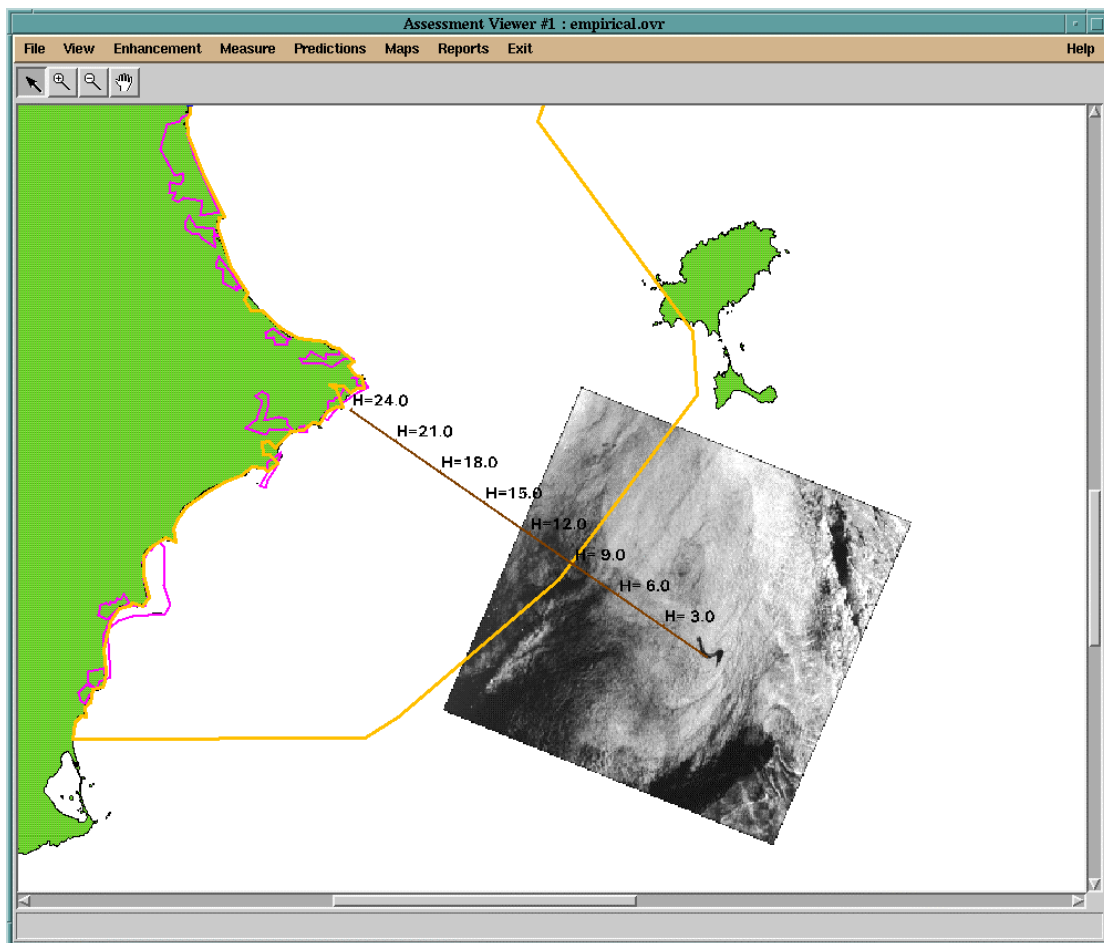 Assessment Viewer #1 : empirical.ovr
File View Enhancement Measure Predictions Maps Reports Exit Help
H=24.0
H=21.0
H=18.0
H=15.0
H=12.0
H= 9.0
H= 6.0
H= 3.0